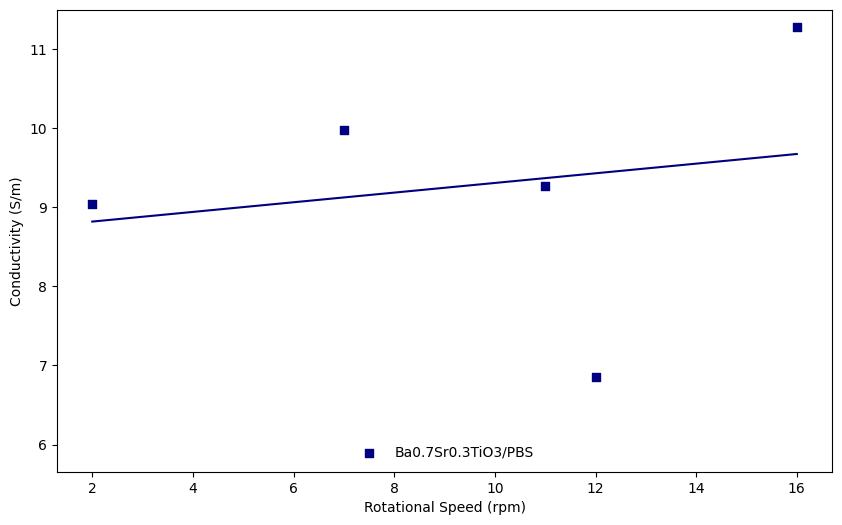 11
10
9
8
7
6
Conductivity (S/m)
Ba0.7Sr0.3TiO3/PBS
2 4 6 8 10 12 14 16
Rotational Speed (rpm)